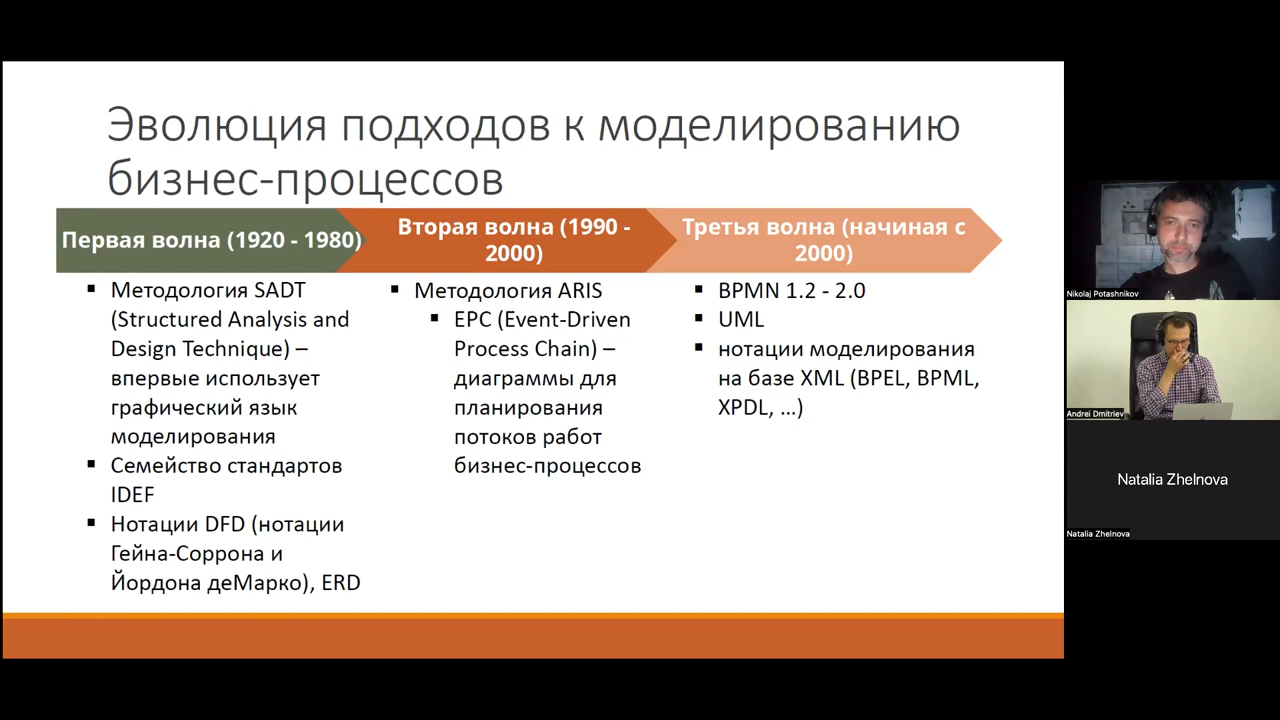 Эволюция подходов к моделированию
бизнес-процессов
Первая волна (1920 - 1980)
Вторая волна (1990 -
2000)
Третья волна (начиная с
2000)
▪ Методология SADT
(Structured Analysis and
Design Technique) –
впервые использует
графический язык
моделирования
▪ Семейство стандартов
IDEF
▪ Нотации DFD (нотации
Гейна-Соррона и
Йордона деМарко), ERD
▪ Методология ARIS
▪ EPC (Event-Driven
Process Chain) –
диаграммы для
планирования
потоков работ
бизнес-процессов
▪ BPMN 1.2 - 2.0
▪ UML
▪ нотации моделирования
на базе XML (BPEL, BPML,
XPDL, ...)
Nikolaj Potashnikov
Andrei Dmitriev
Natalia Zhelnova
Natalia Zhelnova